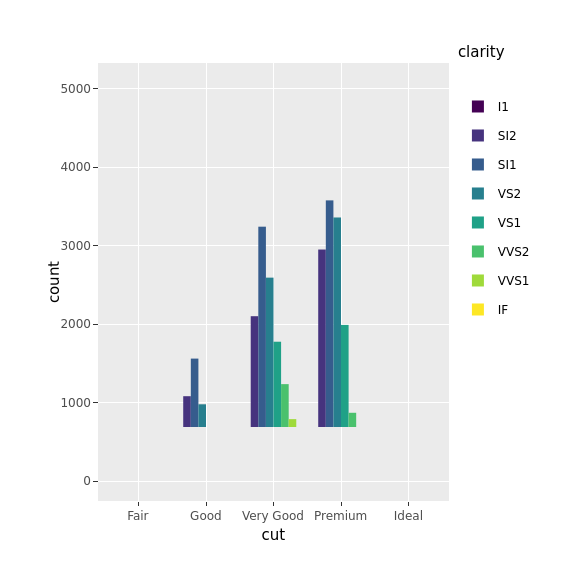 clarity
I1
SI2
SI1
VS2
VS1
VVS2
VVS1
IF
5000
4000
3000
2000
1000
0
count
Fair Good Very Good Premium Ideal
cut